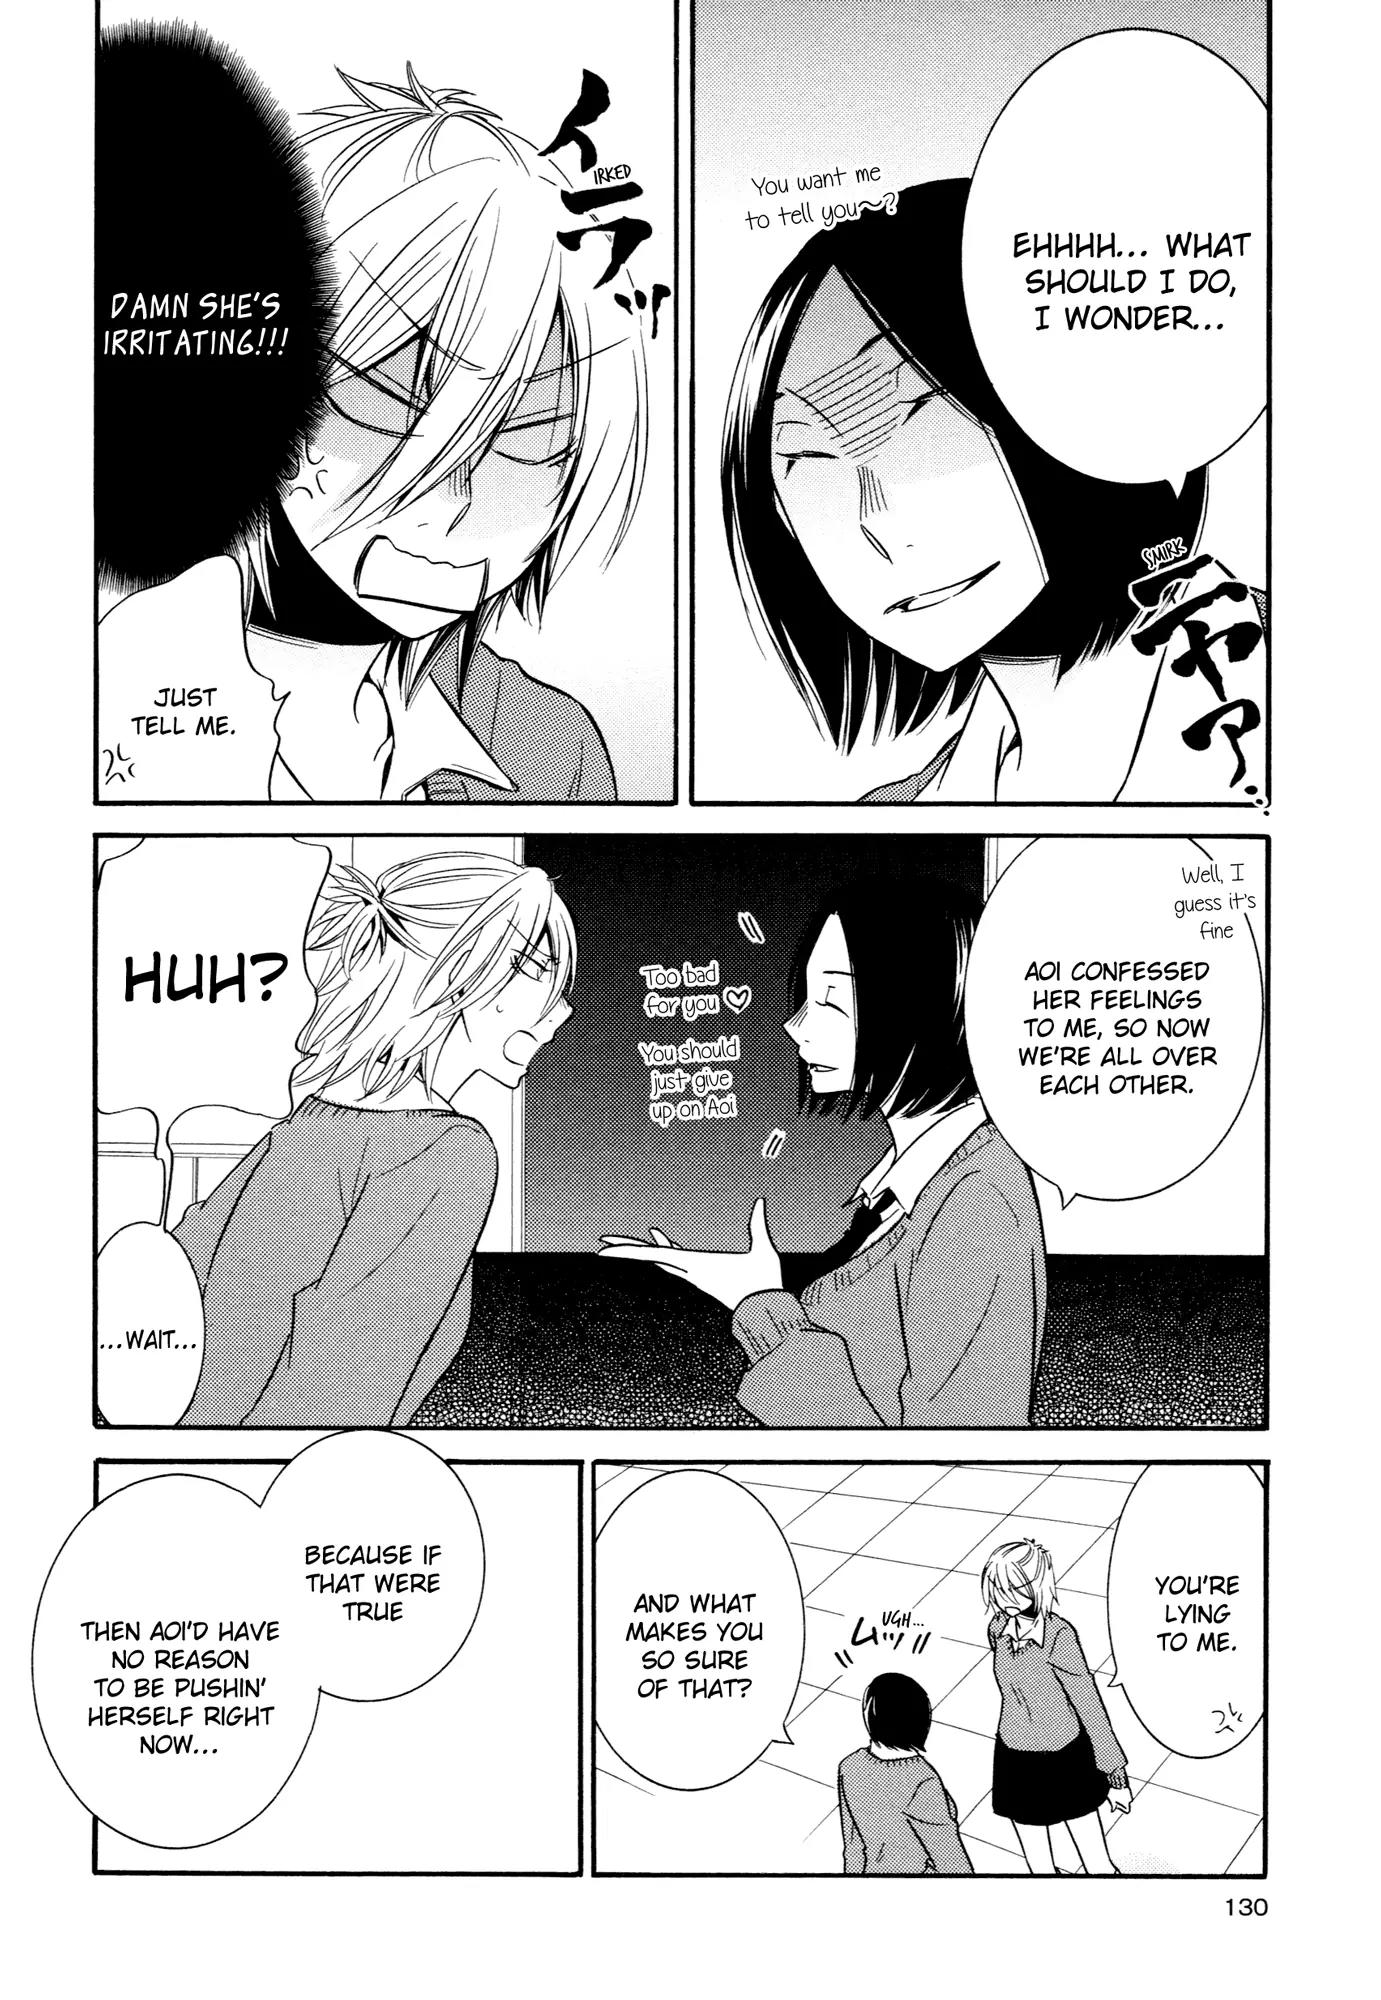 You want me
to tell you~?
EHHHH... WHAT
SHOULD I DO,
I WONDER...
SMIRK
ニヤァ...
イラッ
IRKED
DAMN SHE'S
IRRITATING!!!
JUST
TELL ME.
Well, I
guess it's
fine
AOI CONFESSED
HER FEELINGS
TO ME, SO NOW
WE'RE ALL OVER
EACH OTHER.
Too bad
for you ♡
You should
just give
up on Aoi
HUH?
...WAIT...
YOU'RE
LYING
TO ME.
UGH...
ムッ
AND WHAT
MAKES YOU
SO SURE
OF THAT?
BECAUSE IF
THAT WERE
TRUE
THEN AOI'D HAVE
NO REASON
TO BE PUSHIN'
HERSELF RIGHT
NOW...
130